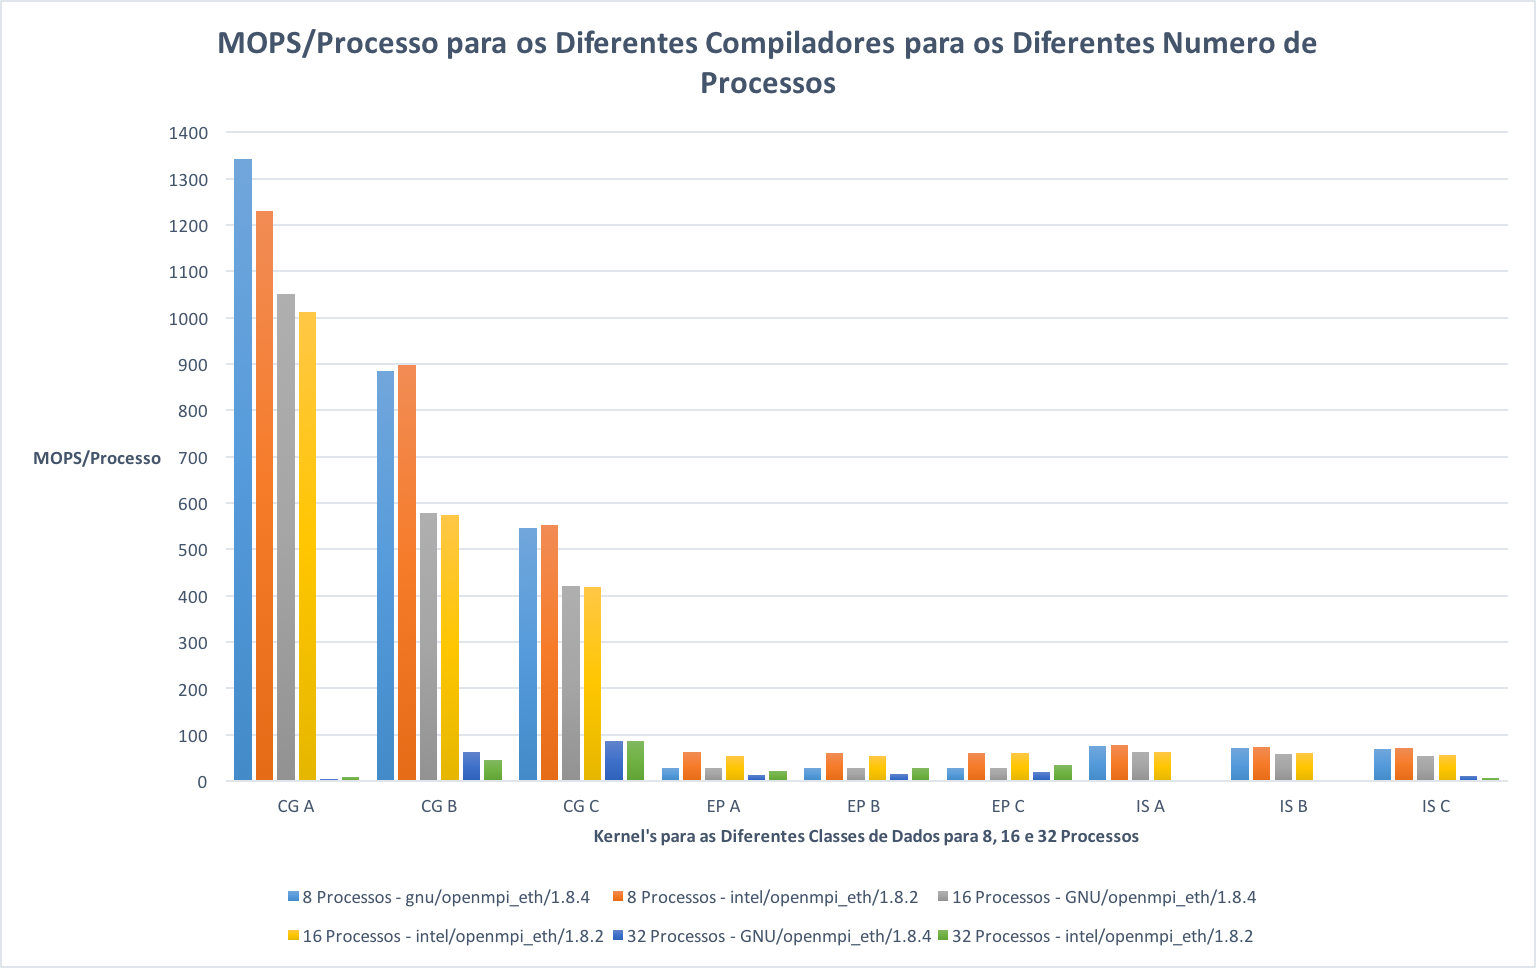 MOPS/Processo para os Diferentes Compiladores para os Diferentes Numero de
Processos
1400
1300
1200
1100
1000
900
800
MOPS/Processo
700
600
500
400
300
200
100
0
CG A CG B CG C EP A EP B EP C IS A IS B IS C
Kernel's para as Diferentes Classes de Dados para 8, 16 e 32 Processos
8 Processos - gnu/openmpi_eth/1.8.4 8 Processos - intel/openmpi_eth/1.8.2 16 Processos - GNU/openmpi_eth/1.8.4
16 Processos - intel/openmpi_eth/1.8.2 32 Processos - GNU/openmpi_eth/1.8.4 32 Processos - intel/openmpi_eth/1.8.2